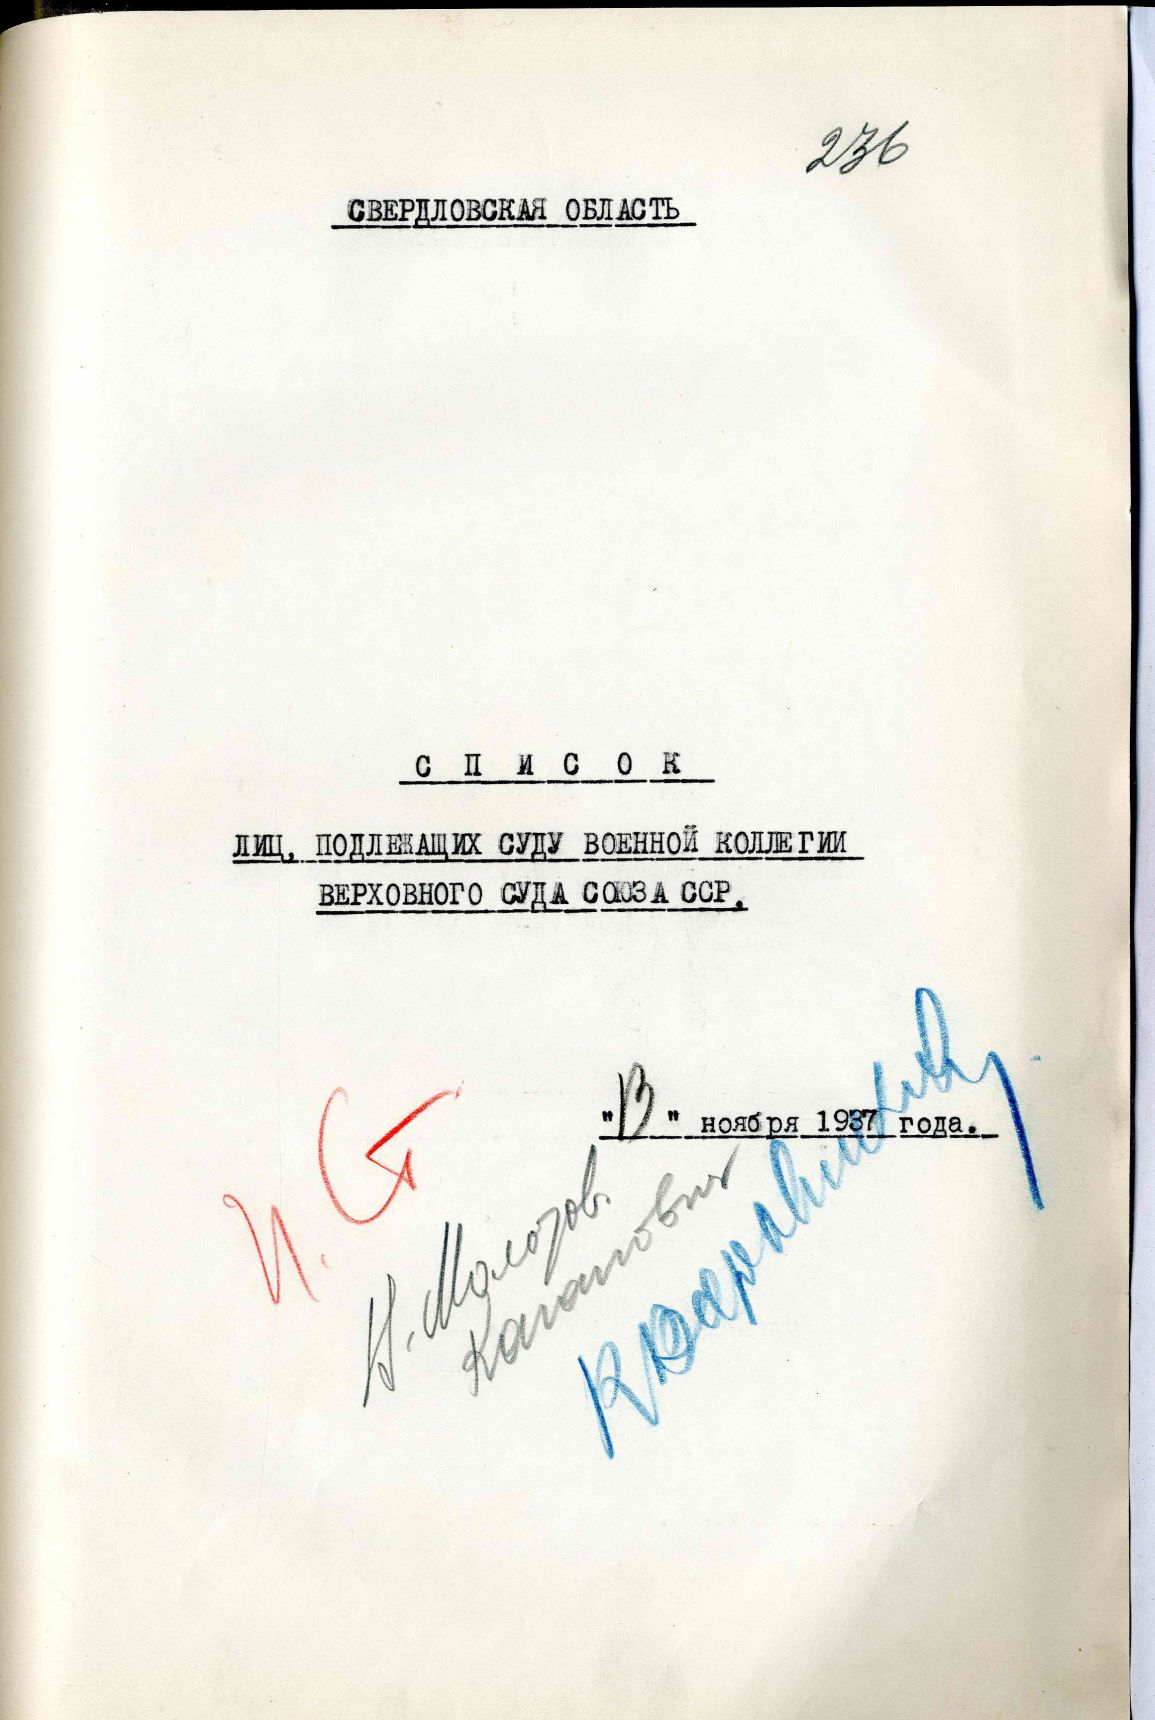 236
СВЕРДЛОВСКАЯ ОБЛАСТЬ
СПИСОК
ЛИЦ, ПОДЛЕЖАЩИХ СУДУ ВОЕННОЙ КОЛЛЕГИИ
ВЕРХОВНОГО СУДА СОЮЗА ССР.
"13" ноября 1937 года.
И. Ст
В. Молотов.
Каганович
К Ворошилов